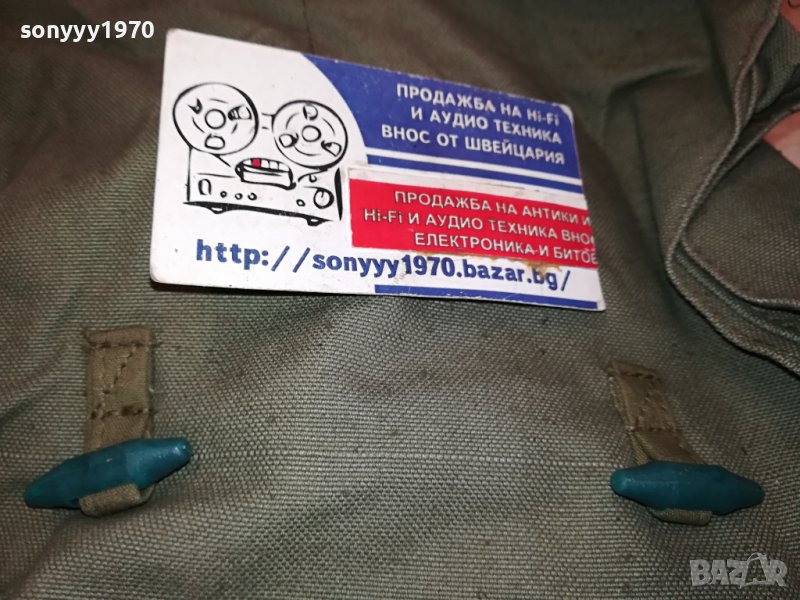 sonyyy1970
ПРОДАЖБА НА Hi-Fi
И АУДИО ТЕХНИКА
ВНОС ОТ ШВЕЙЦАРИЯ
ПРОДАЖБА НА АНТИКИ И
Hi-Fi И АУДИО ТЕХНИКА ВНОС
ЕЛЕКТРОНИКА-И БИТОВ
http://sonyyy1970.bazar.bg/
BAZAR